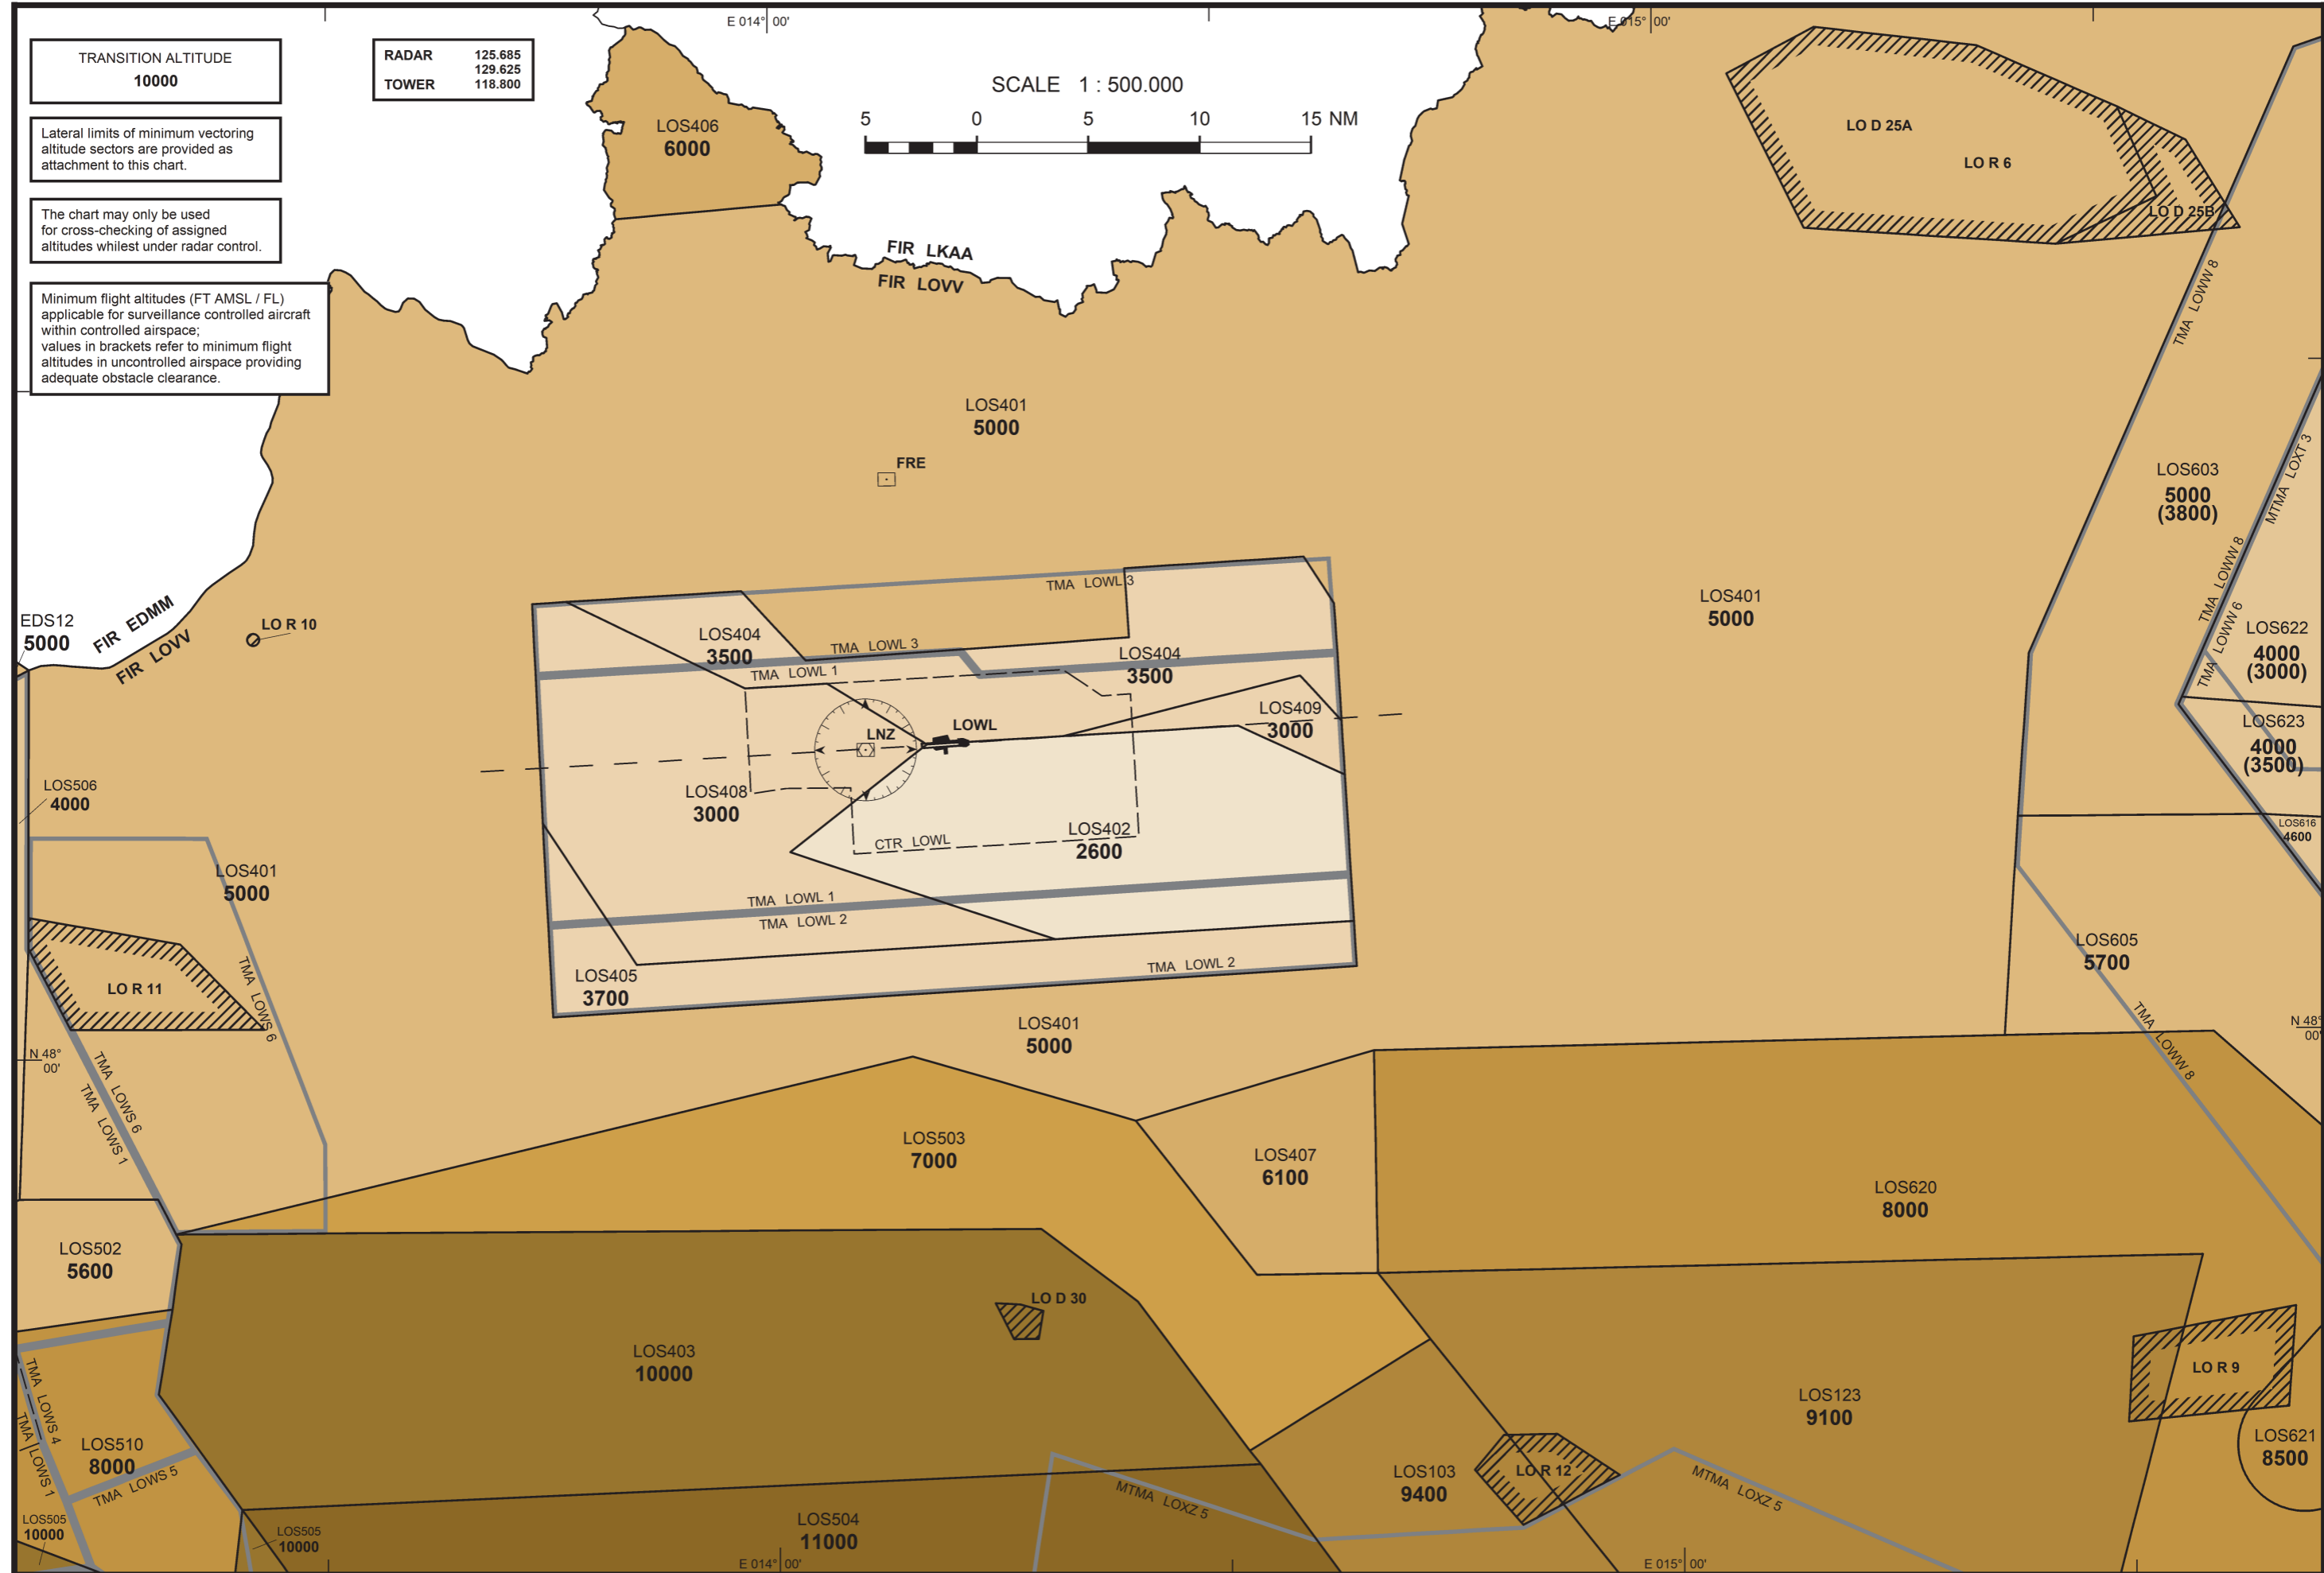 E 014° 00'
E 015° 00'
TRANSITION ALTITUDE
10000
RADAR 125.685
129.625
TOWER 118.800
SCALE 1 : 500.000
5 0 5 10 15 NM
Lateral limits of minimum vectoring
altitude sectors are provided as
attachment to this chart.
The chart may only be used
for cross-checking of assigned
altitudes whilest under radar control.
Minimum flight altitudes (FT AMSL / FL)
applicable for surveillance controlled aircraft
within controlled airspace;
values in brackets refer to minimum flight
altitudes in uncontrolled airspace providing
adequate obstacle clearance.
LOS406
6000
LO D 25A
LO R 6
LO D 25B
FIR LKAA
FIR LOVV
TMA LOWW 8
LOS401
5000
FRE
LOS603
5000
(3800)
MTMA LOXT 3
TMA LOWW 8
TMA LOWW 6
EDS12
5000
FIR EDMM
FIR LOVV
LO R 10
TMA LOWL 3
LOS404
3500
TMA LOWL 3
TMA LOWL 1
LOS404
3500
LOS401
5000
LOS622
4000
(3000)
LOS409
3000
LNZ
LOWL
LOS623
4000
(3500)
LOS506
4000
LOS408
3000
LOS402
2600
CTR LOWL
LOS616
4600
LOS401
5000
TMA LOWL 1
TMA LOWL 2
LOS605
5700
TMA LOWS 6
LO R 11
LOS405
3700
TMA LOWL 2
LOS401
5000
N 48°
00'
N 48°
00'
TMA LOWW 8
TMA LOWS 6
TMA LOWS 1
LOS503
7000
LOS407
6100
LOS620
8000
LOS502
5600
LO D 30
LOS403
10000
LO R 9
LOS123
9100
TMA LOWS 4
TMA LOWS 1
LOS510
8000
TMA LOWS 5
LOS621
8500
LOS103
9400
LO R 12
MTMA LOXZ 5
MTMA LOXZ 5
LOS505
10000
LOS505
10000
LOS504
11000
E 014° 00'
E 015° 00'